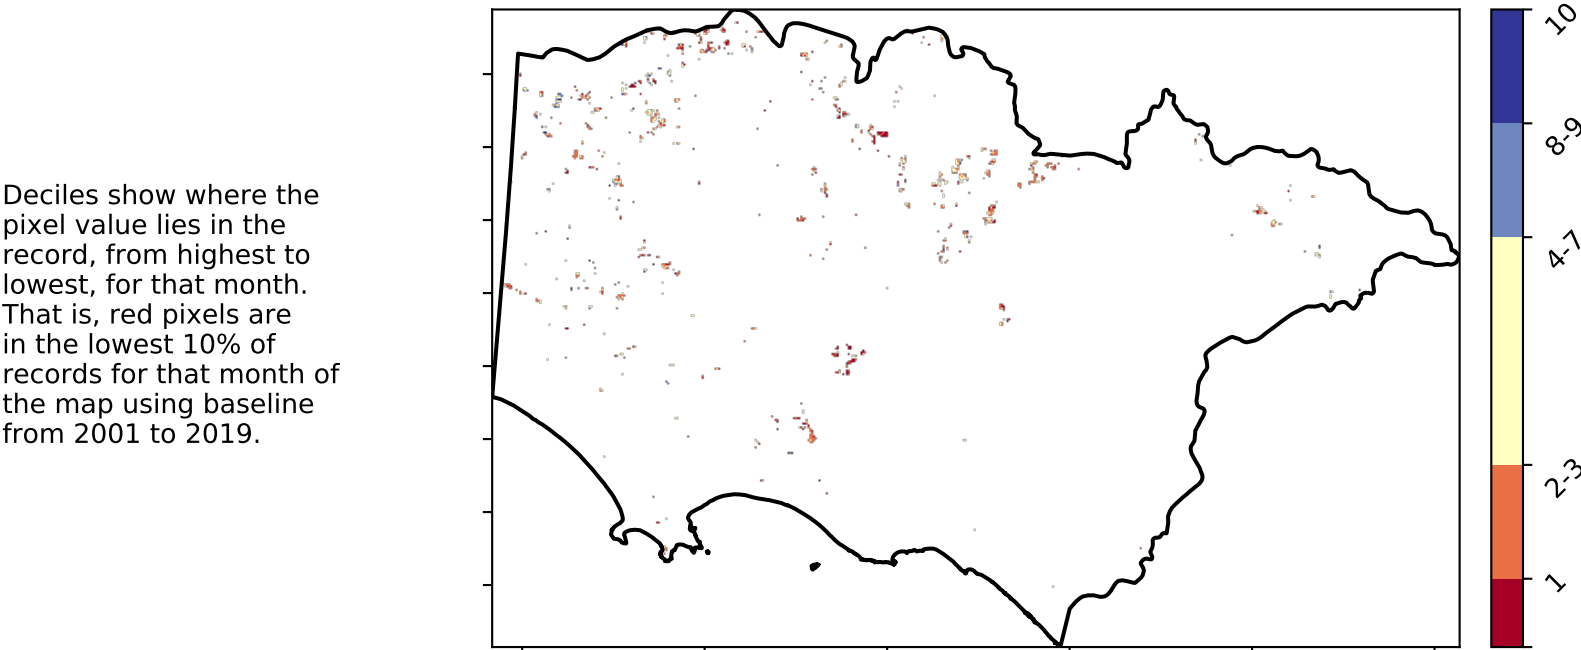 Deciles show where the
pixel value lies in the
record, from highest to
lowest, for that month.
That is, red pixels are
in the lowest 10% of
records for that month of
the map using baseline
from 2001 to 2019.
10
8-9
4-7
2-3
1